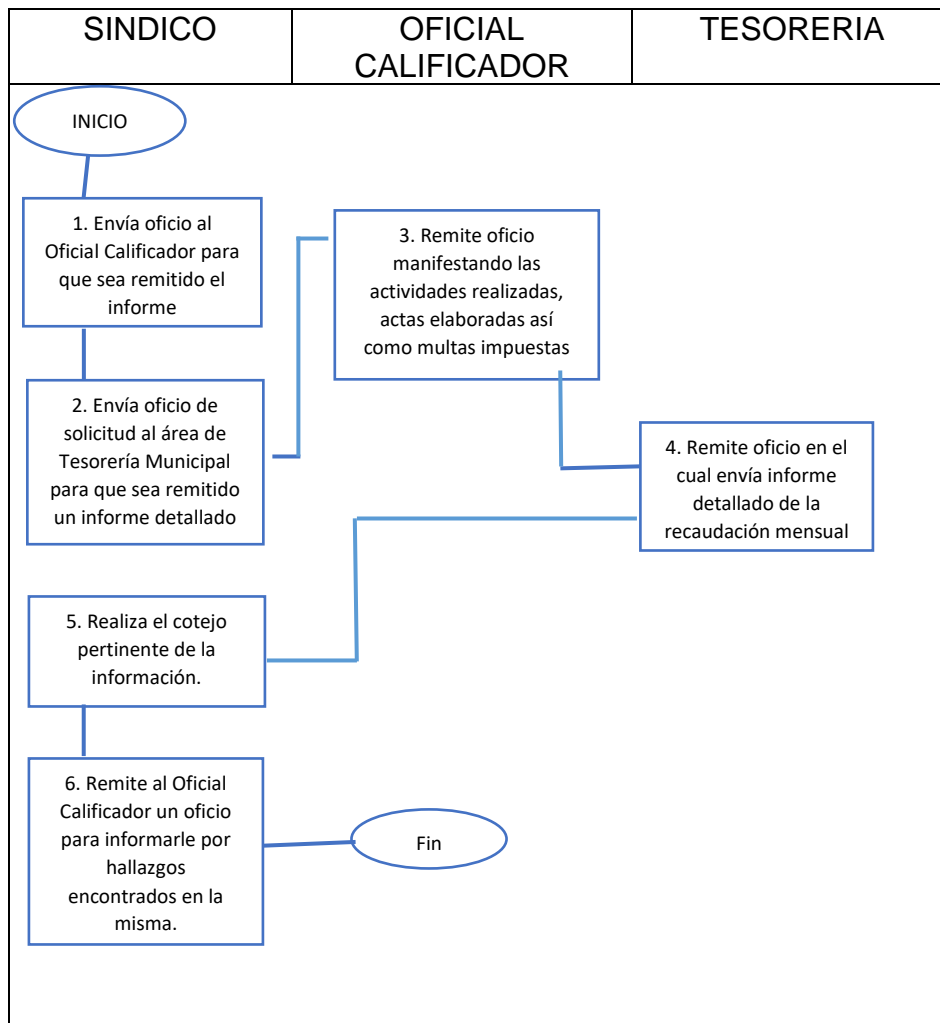 SINDICO
OFICIAL
CALIFICADOR
TESORERIA
INICIO
1. Envía oficio al
Oficial Calificador para
que sea remitido el
informe
2. Envía oficio de
solicitud al área de
Tesorería Municipal
para que sea remitido
un informe detallado
3. Remite oficio
manifestando las
actividades realizadas,
actas elaboradas así
como multas impuestas
4. Remite oficio en el
cual envía informe
detallado de la
recaudación mensual
5. Realiza el cotejo
pertinente de la
información.
6. Remite al Oficial
Calificador un oficio
para informarle por
hallazgos
encontrados en la
misma.
Fin